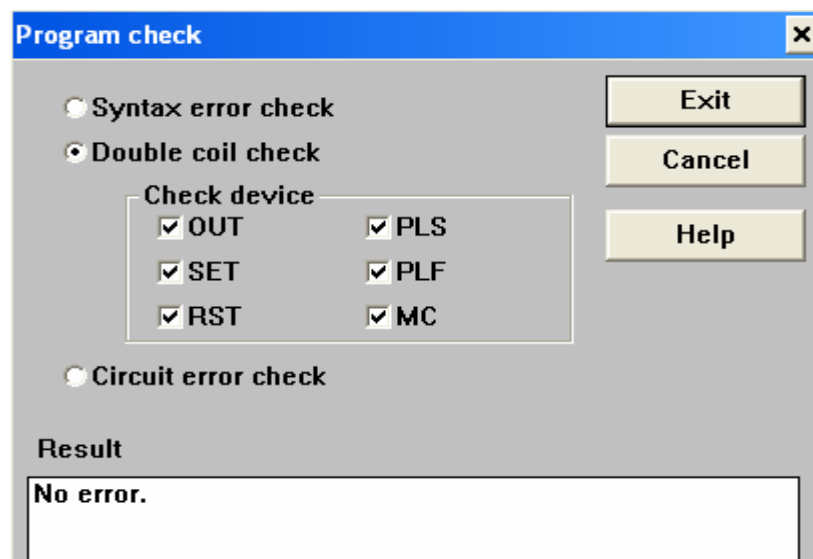 Program check
Syntax error check
Exit
Double coil check
Cancel
Check device
OUT
PLS
Help
SET
PLF
RST
MC
Circuit error check
Result
No error.